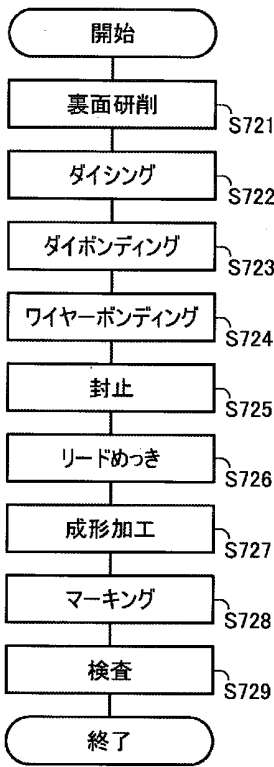 開始
裏面研削
S721
ダイシング
S722
ダイボンディング
S723
ワイヤーボンディング
S724
封止
S725
リードめっき
S726
成形加工
S727
マーキング
S728
検査
S729
終了